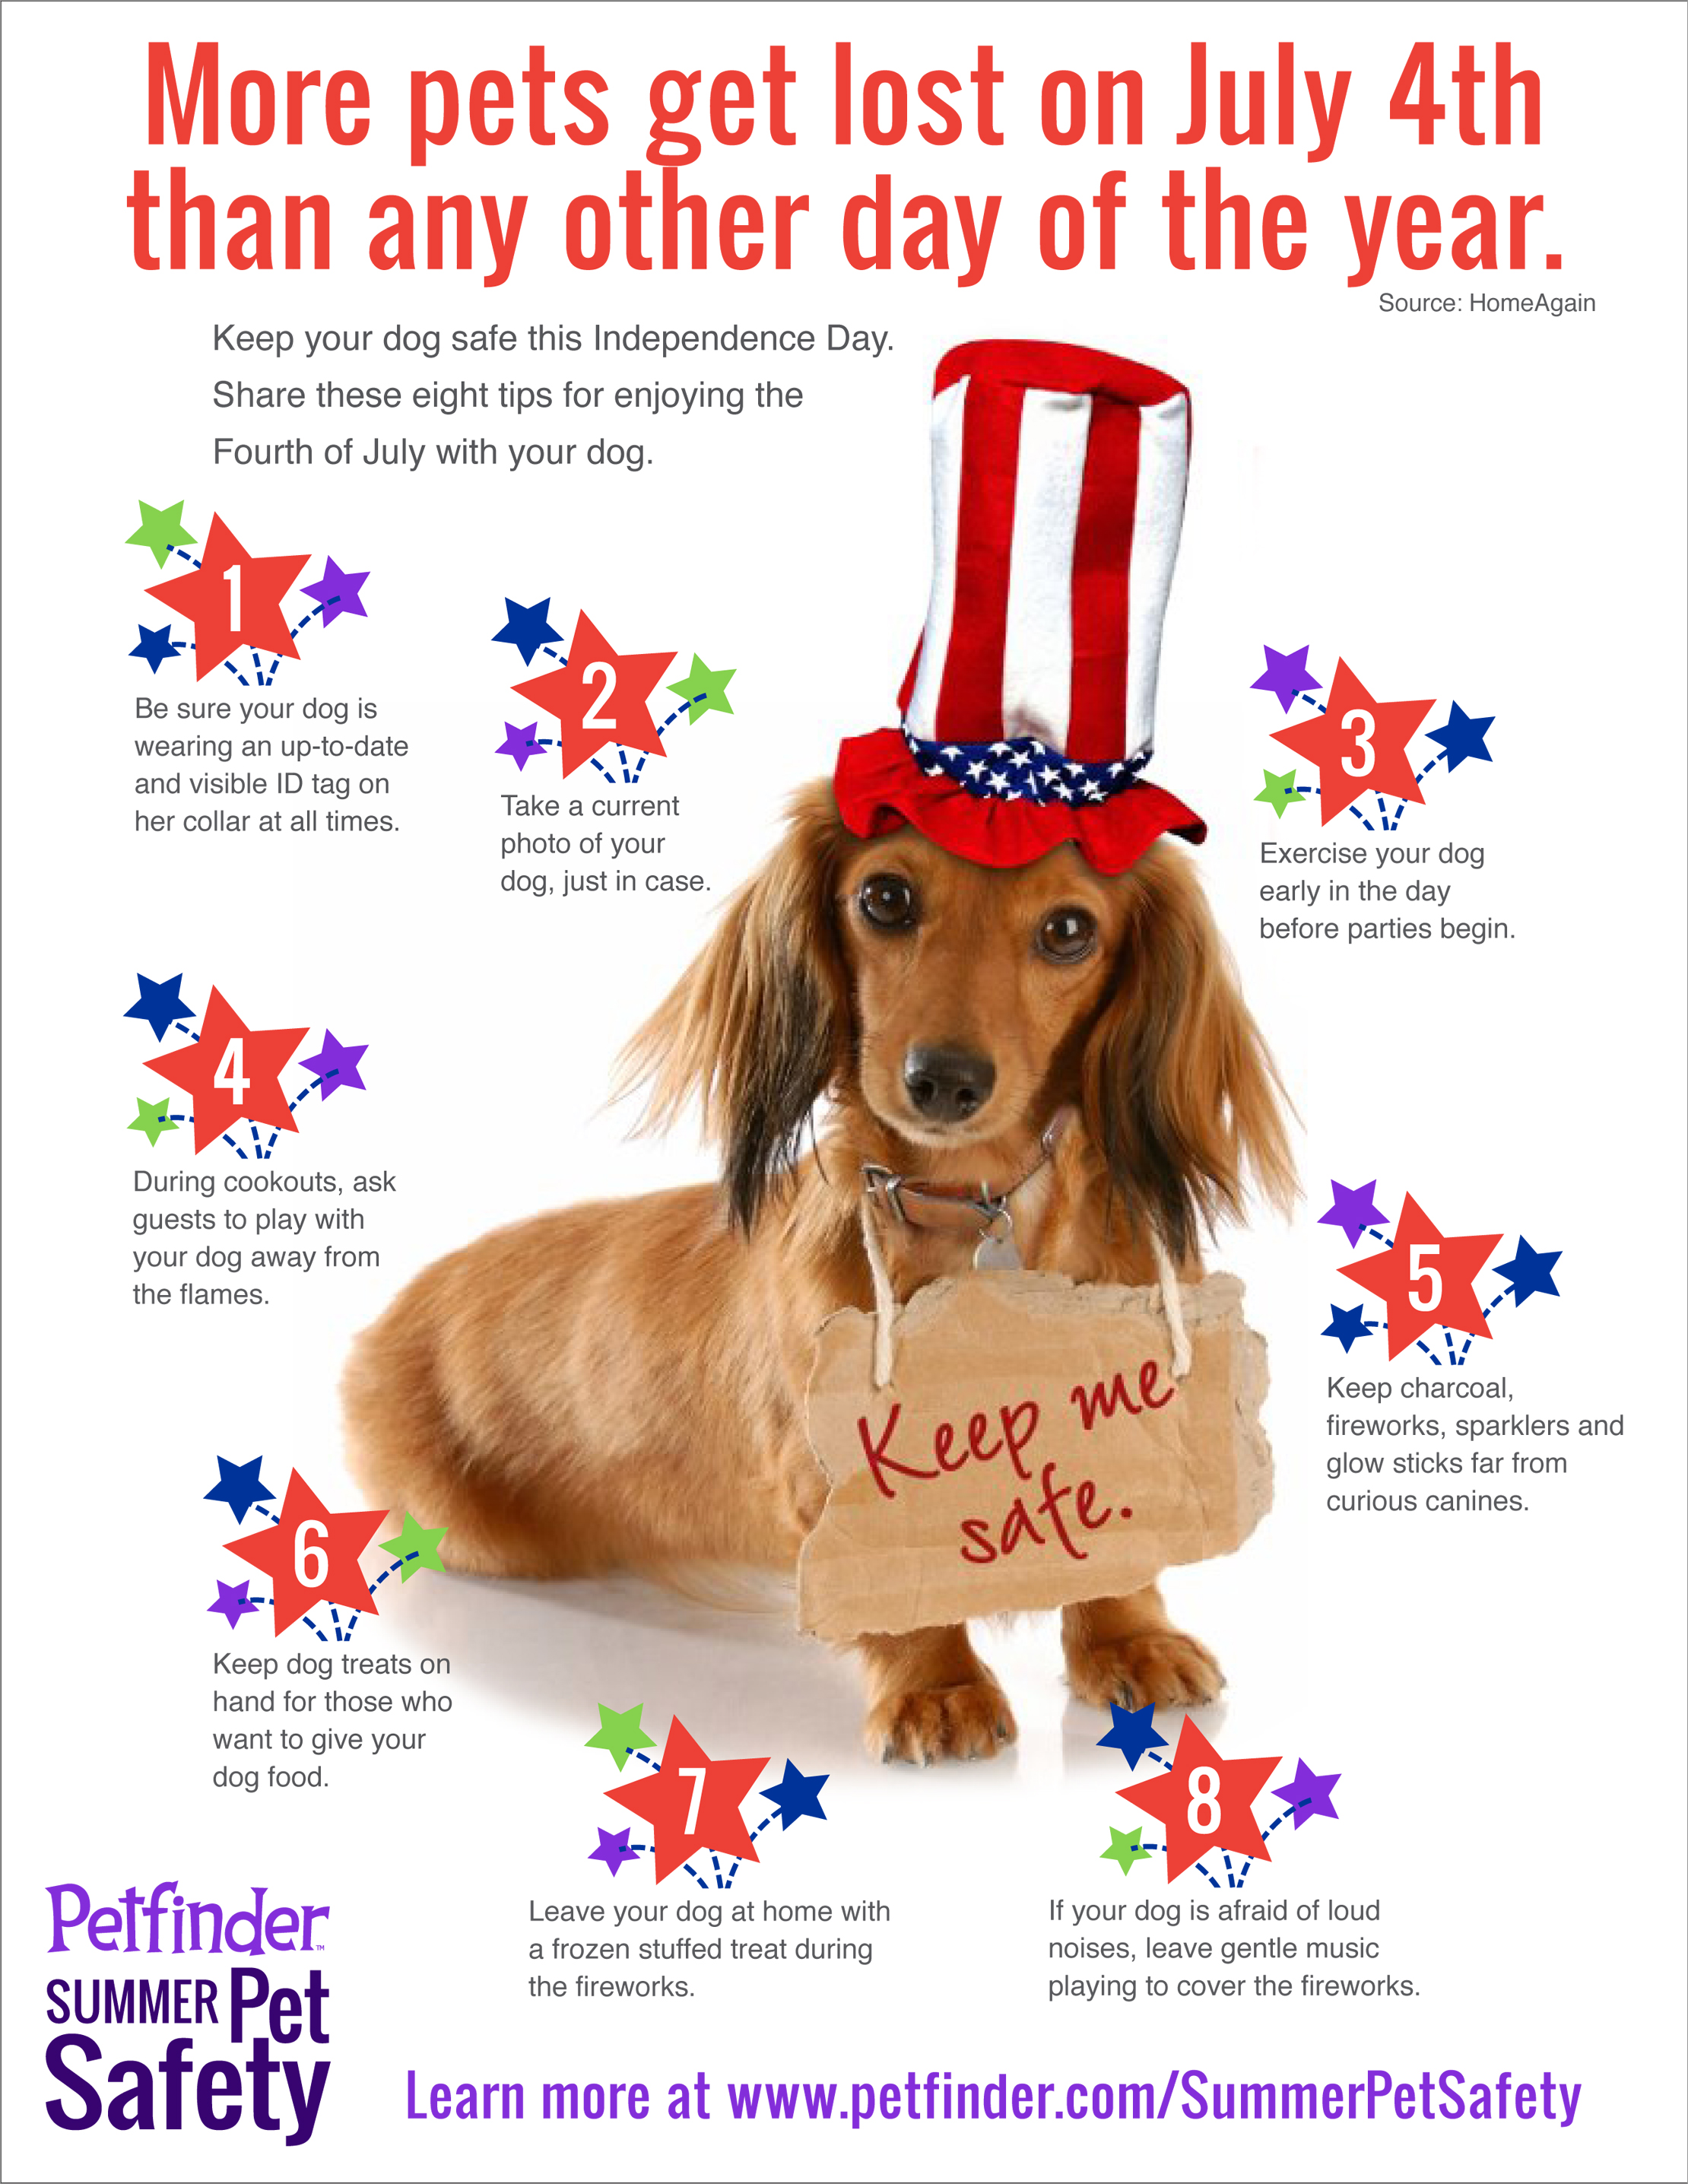 More pets get lost on July 4th
than any other day of the year.
Source: HomeAgain
Keep your dog safe this Independence Day.
Share these eight tips for enjoying the
Fourth of July with your dog.
1
Be sure your dog is
wearing an up-to-date
and visible ID tag on
her collar at all times.
2
Take a current
photo of your
dog, just in case.
3
Exercise your dog
early in the day
before parties begin.
4
During cookouts, ask
guests to play with
your dog away from
the flames.
5
Keep charcoal,
fireworks, sparklers and
glow sticks far from
curious canines.
Keep me
safe.
6
Keep dog treats on
hand for those who
want to give your
dog food.
7
Leave your dog at home with
a frozen stuffed treat during
the fireworks.
8
If your dog is afraid of loud
noises, leave gentle music
playing to cover the fireworks.
Petfinder™
SUMMER Pet
Safety
Learn more at www.petfinder.com/SummerPetSafety